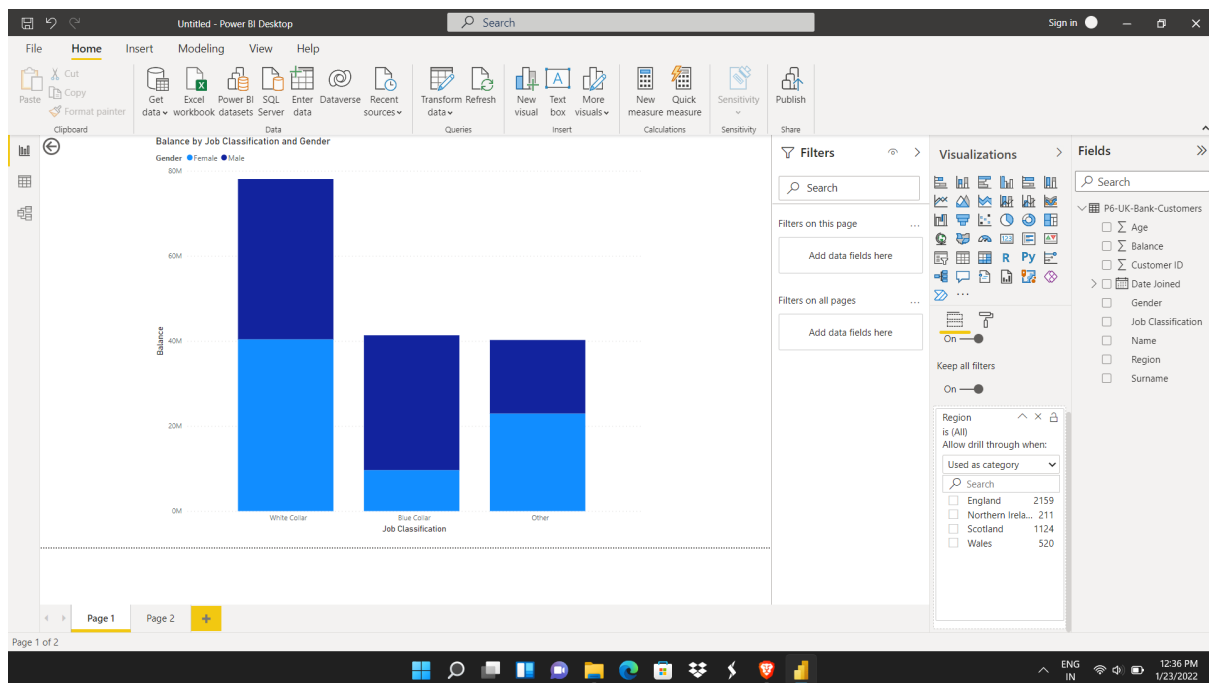 Untitled - Power BI Desktop
Search
Sign in
File Home Insert Modeling View Help
Paste
Cut
Copy
Format painter
Clipboard
Get data
Excel workbook
Power BI datasets
SQL Server
Enter data
Dataverse
Recent sources
Data
Transform data
Refresh
Queries
New visual
Text box
More visuals
Insert
New measure
Quick measure
Calculations
Sensitivity
Sensitivity
Publish
Share
Balance by Job Classification and Gender
Gender Female Male
80M
60M
40M
20M
0M
Balance
White Collar Blue Collar Other
Job Classification
Filters
Search
Filters on this page ...
Add data fields here
Filters on all pages ...
Add data fields here
Visualizations
123
R Py
...
On
Keep all filters
On
Region
is (All)
Allow drill through when:
Used as category
Search
England 2159
Northern Irela... 211
Scotland 1124
Wales 520
Fields
Search
P6-UK-Bank-Customers
Age
Balance
Customer ID
Date Joined
Gender
Job Classification
Name
Region
Surname
Page 1 Page 2 +
Page 1 of 2
ENG
IN
12:36 PM
1/23/2022